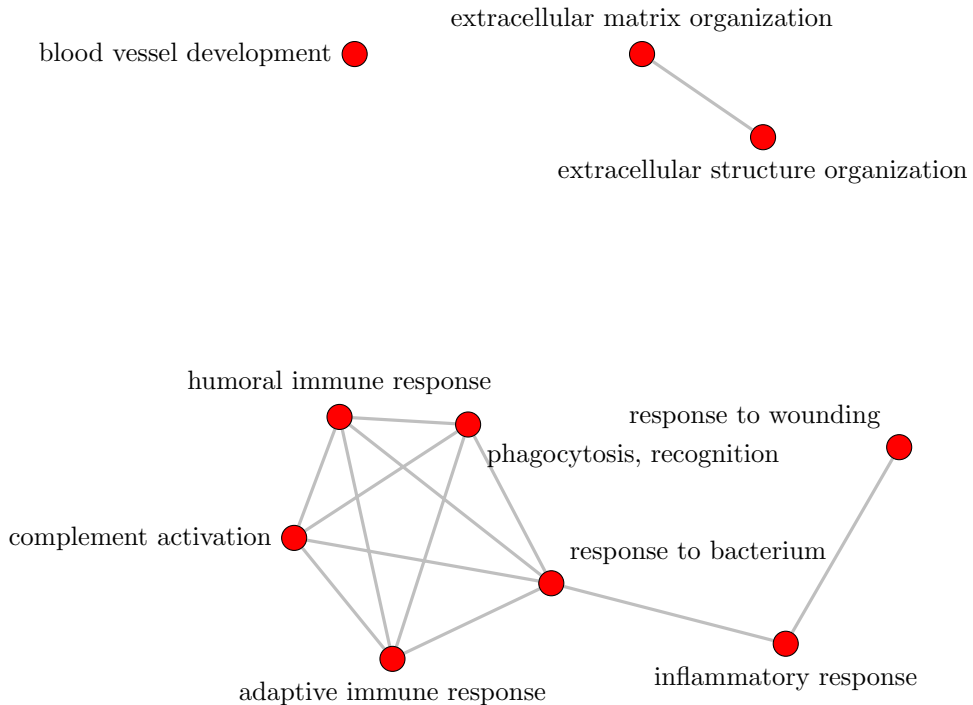 extracellular matrix organization
blood vessel development
extracellular structure organization
humoral immune response
response to wounding
phagocytosis, recognition
complement activation
response to bacterium
inflammatory response
adaptive immune response